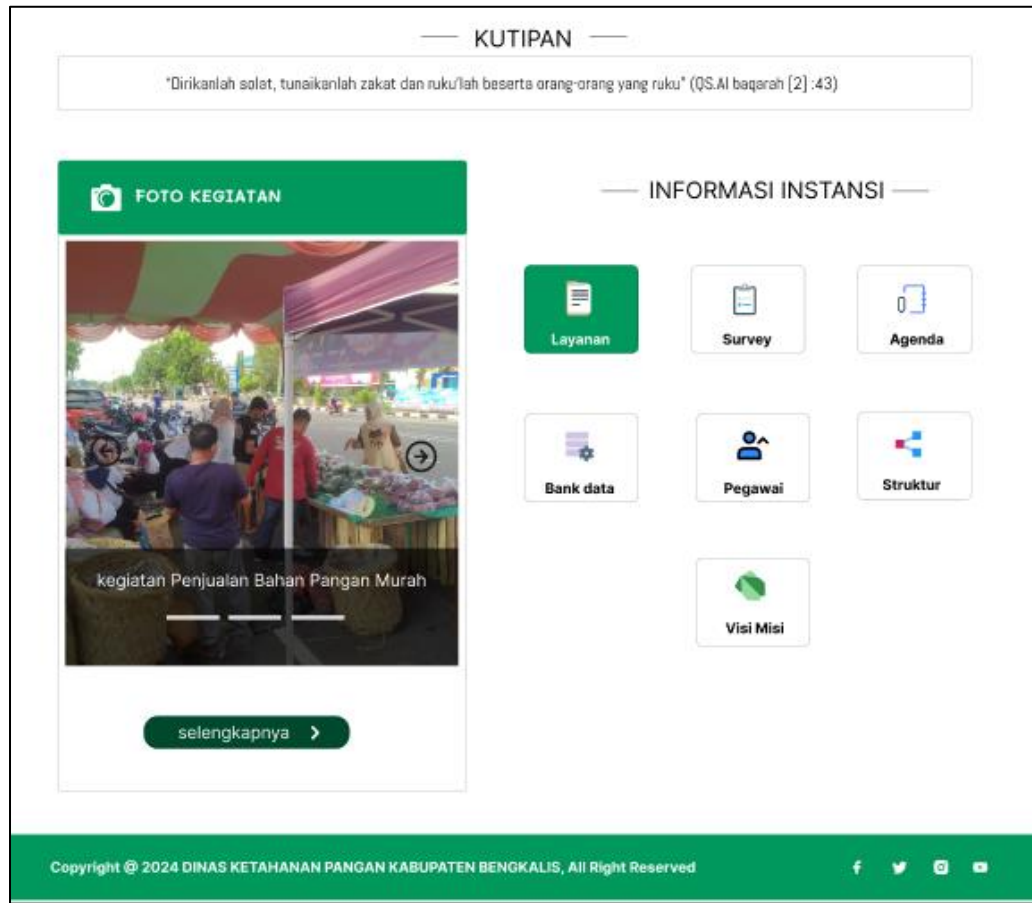 KUTIPAN
"Dirikanlah solat, tunaikanlah zakat dan ruku'lah beserta orang-orang yang ruku" (QS.Al baqarah [2] :43)
FOTO KEGIATAN
kegiatan Penjualan Bahan Pangan Murah
selengkapnya
INFORMASI INSTANSI
Layanan
Survey
Agenda
Bank data
Pegawai
Struktur
Visi Misi
Copyright @ 2024 DINAS KETAHANAN PANGAN KABUPATEN BENGKALIS, All Right Reserved